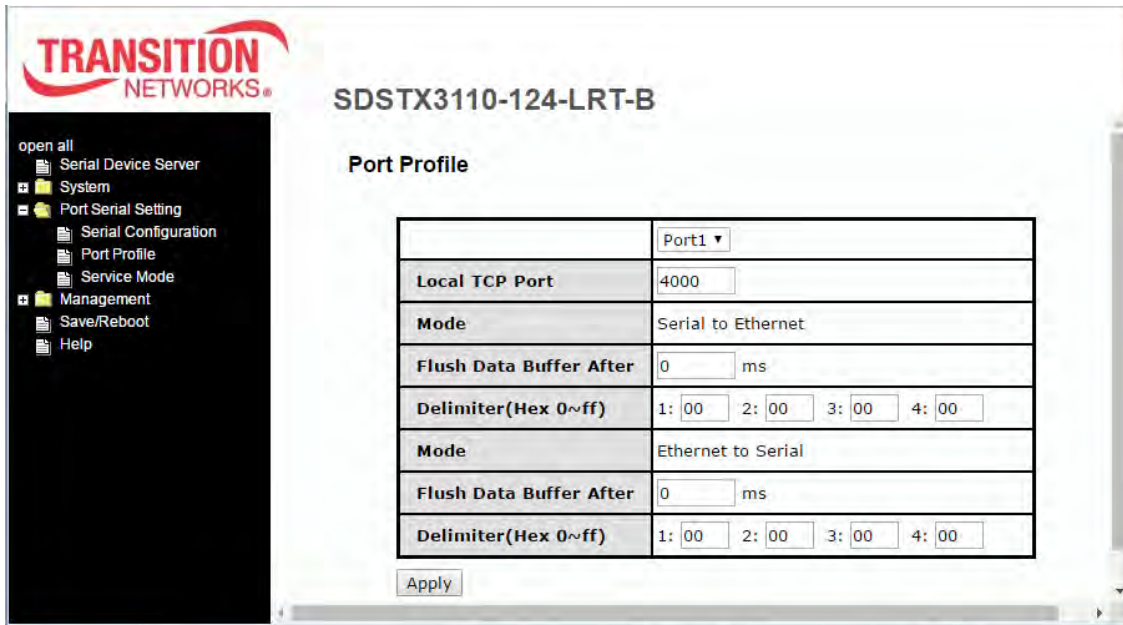 TRANSITION
NETWORKS®
SDSTX3110-124-LRT-B
open all
Serial Device Server
System
Port Serial Setting
Serial Configuration
Port Profile
Service Mode
Management
Save/Reboot
Help
Port Profile
Port1
Local TCP Port 4000
Mode Serial to Ethernet
Flush Data Buffer After 0 ms
Delimiter(Hex 0~ff) 1: 00 2: 00 3: 00 4: 00
Mode Ethernet to Serial
Flush Data Buffer After 0 ms
Delimiter(Hex 0~ff) 1: 00 2: 00 3: 00 4: 00
Apply